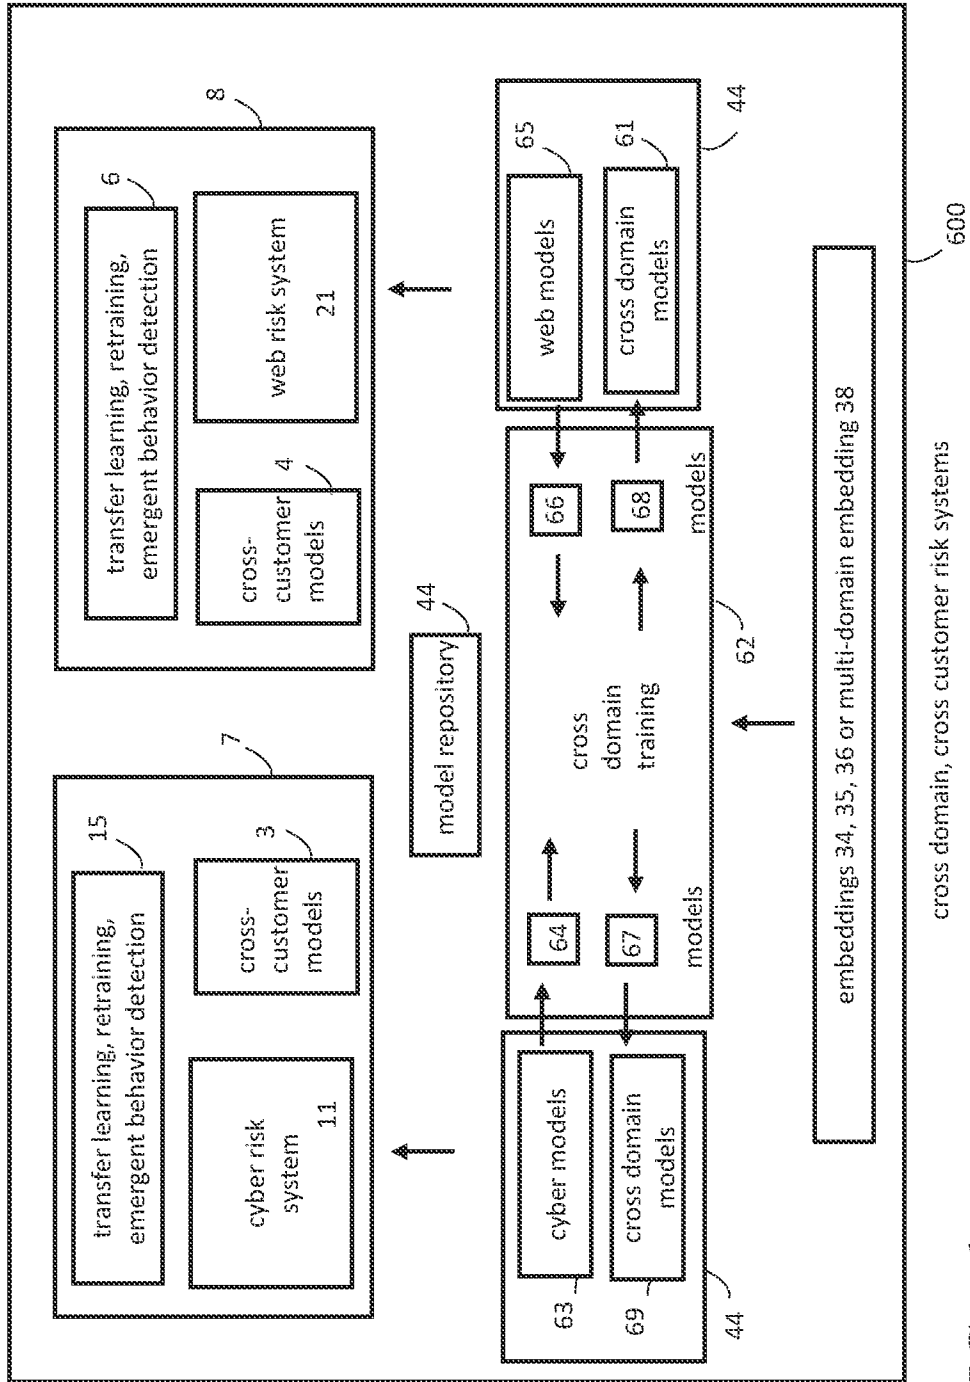 15
7
transfer learning, retraining,
emergent behavior detection
cyber risk
system
11
cross-
customer
models
3
6
8
transfer learning, retraining,
emergent behavior detection
cross-
customer
models
4
web risk system
21
model repository
44
63
cyber models
69
cross domain
models
44
64
67
models
cross
domain
training
66
68
models
62
65
web models
61
cross domain
models
44
embeddings 34, 35, 36 or multi-domain embedding 38
600
cross domain, cross customer risk systems